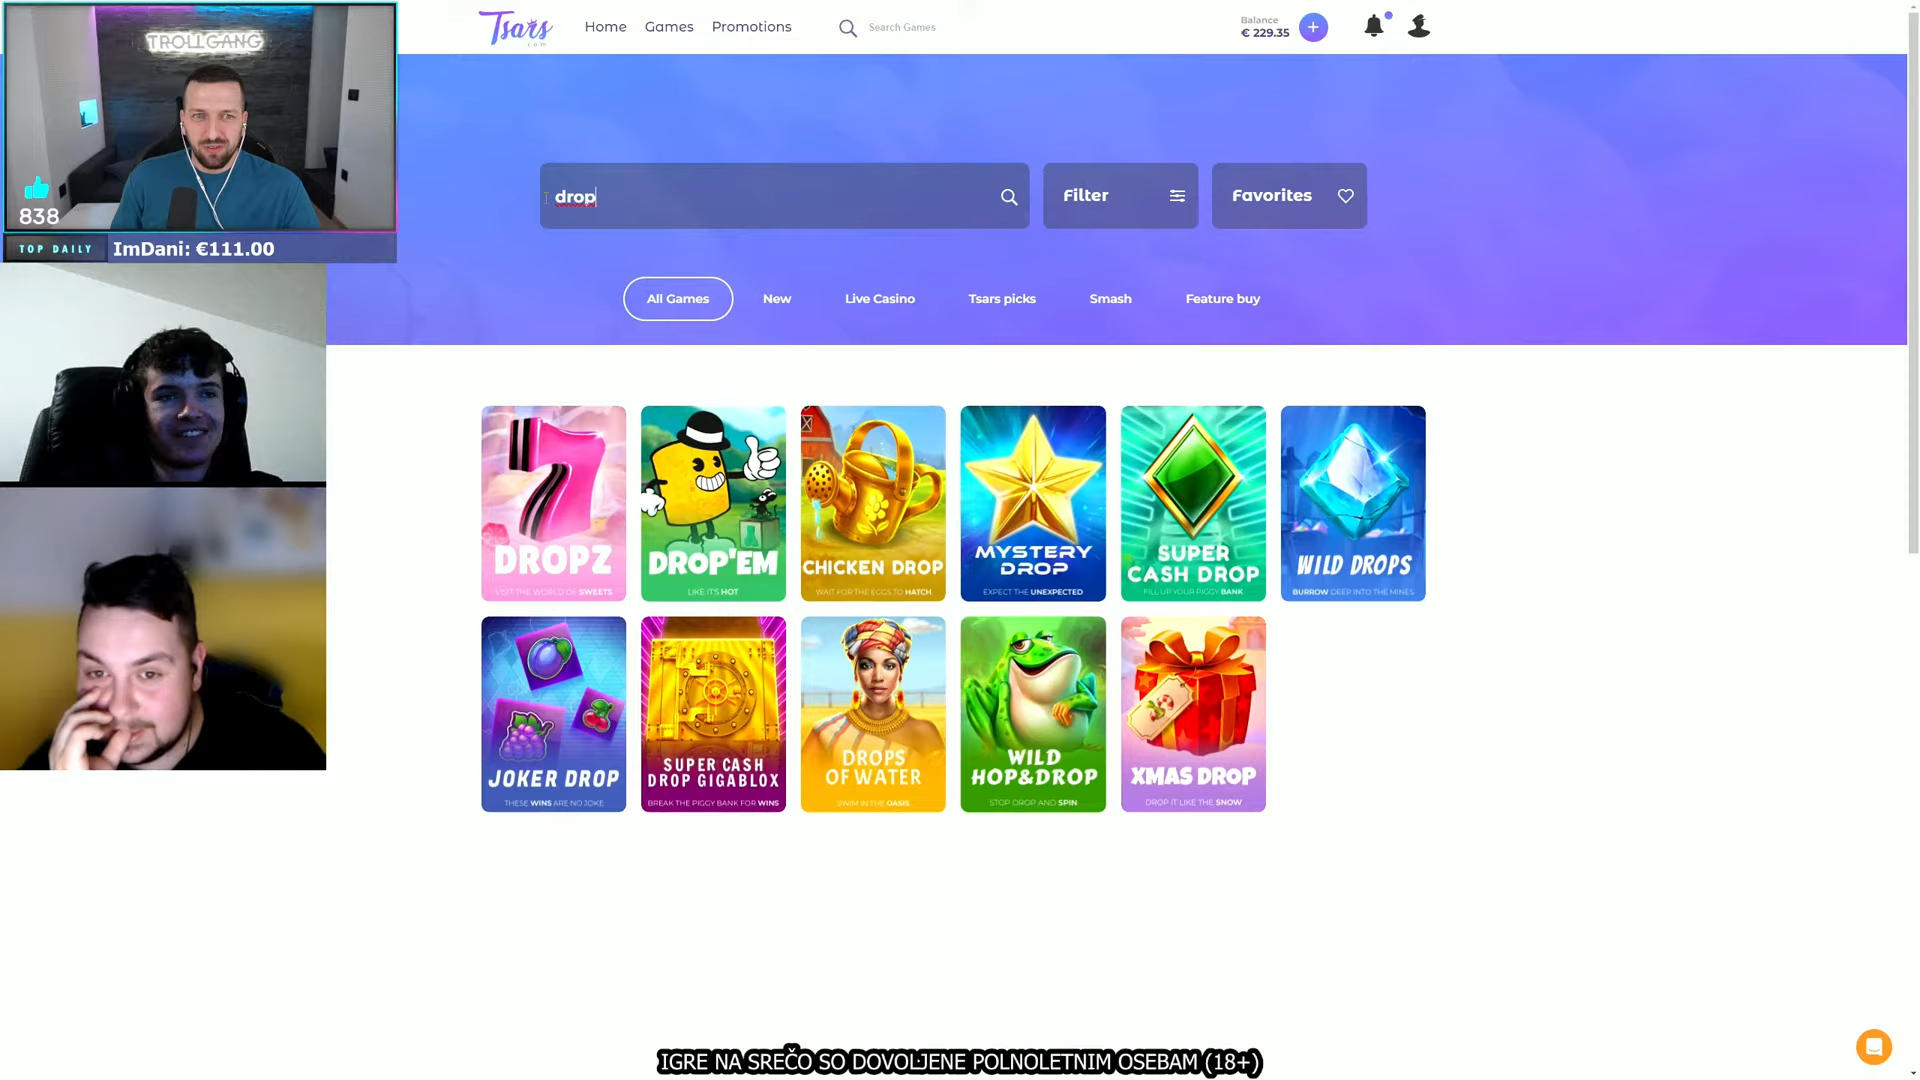 TROLLGANG
838
TOP DAILY
ImDani: €111.00
Tsars
.com
Home
Games
Promotions
Search Games
Balance
€ 229.35
drop
Filter
Favorites
All Games
New
Live Casino
Tsars picks
Smash
Feature buy
7
DROPZ
VISIT THE WORLD OF SWEETS
DROP'EM
LIKE IT'S HOT
CHICKEN DROP
WAIT FOR THE EGGS TO HATCH
MYSTERY
DROP
EXPECT THE UNEXPECTED
SUPER
CASH DROP
FILL UP YOUR PIGGY BANK
WILD DROPS
BURROW DEEP INTO THE MINES
JOKER DROP
THESE WINS ARE NO JOKE
SUPER CASH
DROP GIGABLOX
BREAK THE PIGGY BANK FOR WINS
DROPS
OF WATER
SWIM IN THE OASIS
WILD
HOP&DROP
STOP DROP AND SPIN
XMAS DROP
DROP IT LIKE THE SNOW
IGRE NA SREČO SO DOVOLJENE POLNOLETNIM OSEBAM (18+)